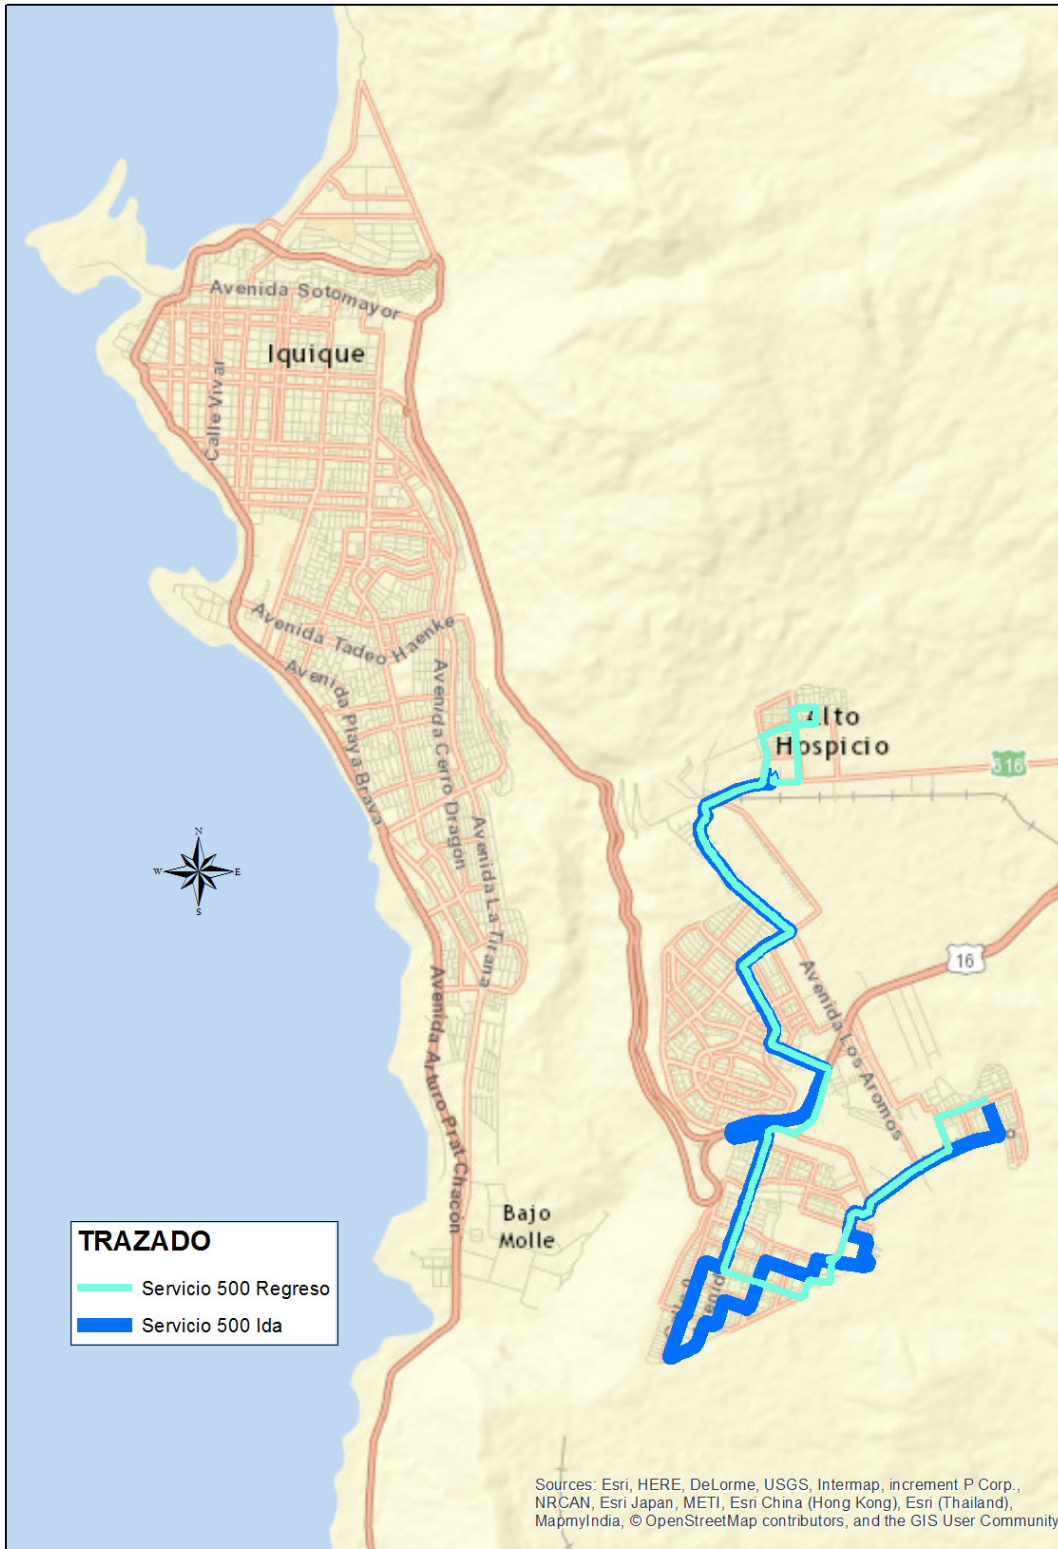 Avenida Sotomayor
Iquique
Calle Vivar
Avenida Tadeo Haenke
Avenida Playa Brava
Avenida Cerro Dragon
Alto
Hospicio
616
N
W
E
S
Avenida La Tirana
16
Avenida Los Aromos
Avenida Arturo Prat Chacón
Bajo
Molle
TRAZADO
Servicio 500 Regreso
Servicio 500 Ida
Sources: Esri, HERE, DeLorme, USGS, Intermap, increment P Corp.,
NRCAN, Esri Japan, METI, Esri China (Hong Kong), Esri (Thailand),
MapmyIndia, © OpenStreetMap contributors, and the GIS User Community